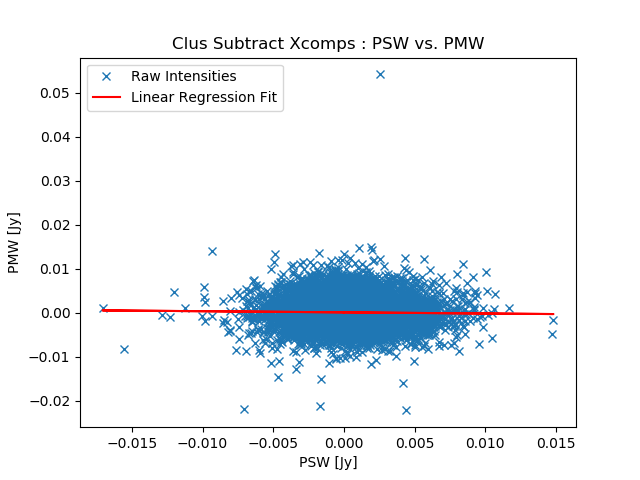 Clus Subtract Xcomps : PSW vs. PMW
Raw Intensities
Linear Regression Fit
0.05
0.04
0.03
0.02
0.01
0.00
−0.01
−0.02
PMW [Jy]
−0.015 −0.010 −0.005 0.000 0.005 0.010 0.015
PSW [Jy]